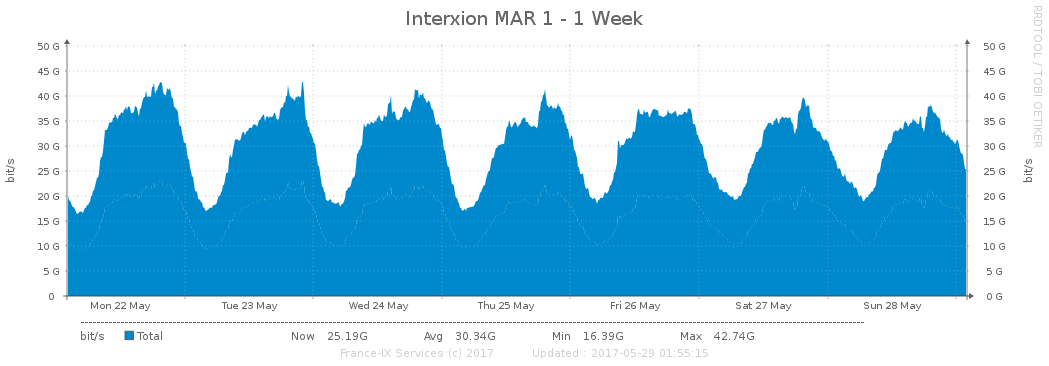 Interxion MAR 1 - 1 Week
RRDTOOL / TOBI OETIKER
50 G 50 G
45 G 45 G
40 G 40 G
35 G 35 G
30 G 30 G
25 G 25 G
20 G 20 G
15 G 15 G
10 G 10 G
5 G 5 G
0 0 G
bit/s bit/s
Mon 22 May Tue 23 May Wed 24 May Thu 25 May Fri 26 May Sat 27 May Sun 28 May
bit/s Total Now 25.19G Avg 30.34G Min 16.39G Max 42.74G
France-IX Services (c) 2017 Updated : 2017-05-29 01:55:15